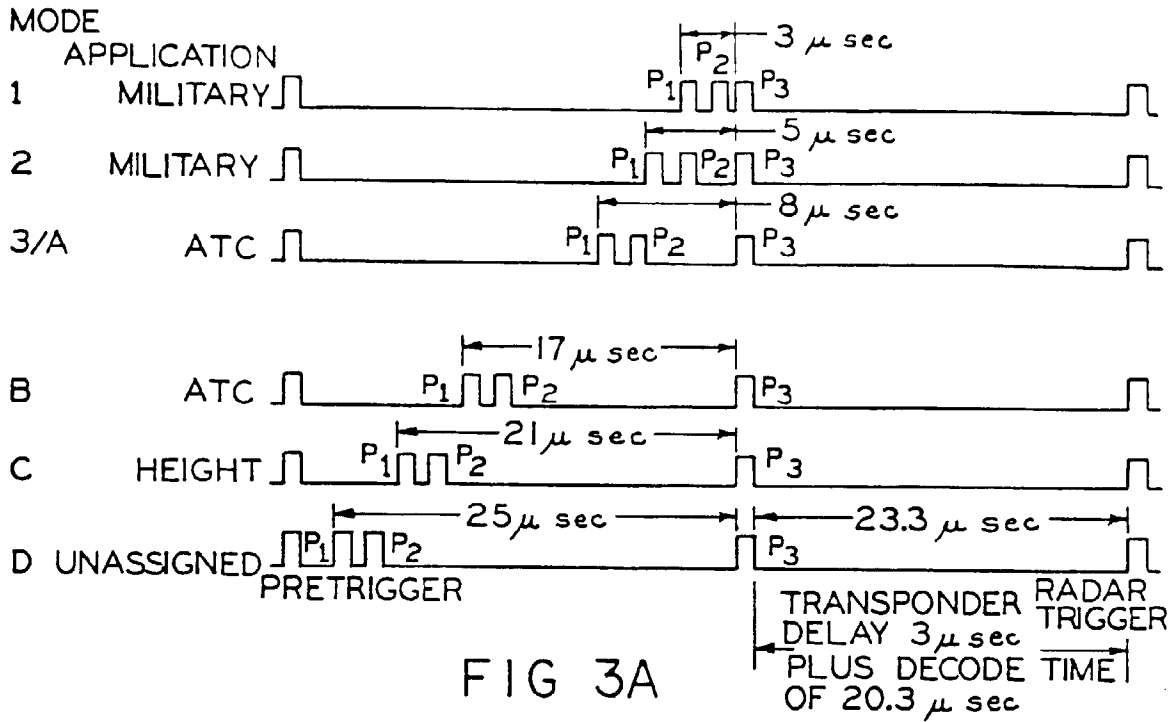 MODE
APPLICATION
3 μ sec
P2
1 MILITARY P1 P3
5 μ sec
2 MILITARY P1 P2 P3
8 μ sec
3/A ATC P1 P2 P3
17 μ sec
B ATC P1 P2 P3
21 μ sec
C HEIGHT P1 P2 P3
25 μ sec 23.3 μ sec
D UNASSIGNED P1 P2 P3
PRETRIGGER
RADAR
TRIGGER
TRANSPONDER
DELAY 3 μ sec
PLUS DECODE TIME
OF 20.3 μ sec
FIG 3A